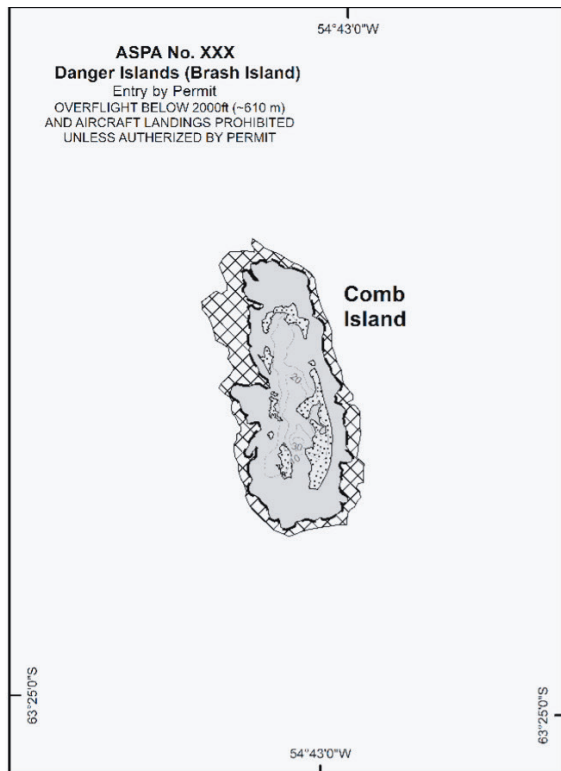 54°43'0"W
ASPA No. XXX
Danger Islands (Brash Island)
Entry by Permit
OVERFLIGHT BELOW 2000ft (~610 m)
AND AIRCRAFT LANDINGS PROHIBITED
UNLESS AUTHERIZED BY PERMIT
Comb
Island
63°25'0"S
63°25'0"S
54°43'0"W